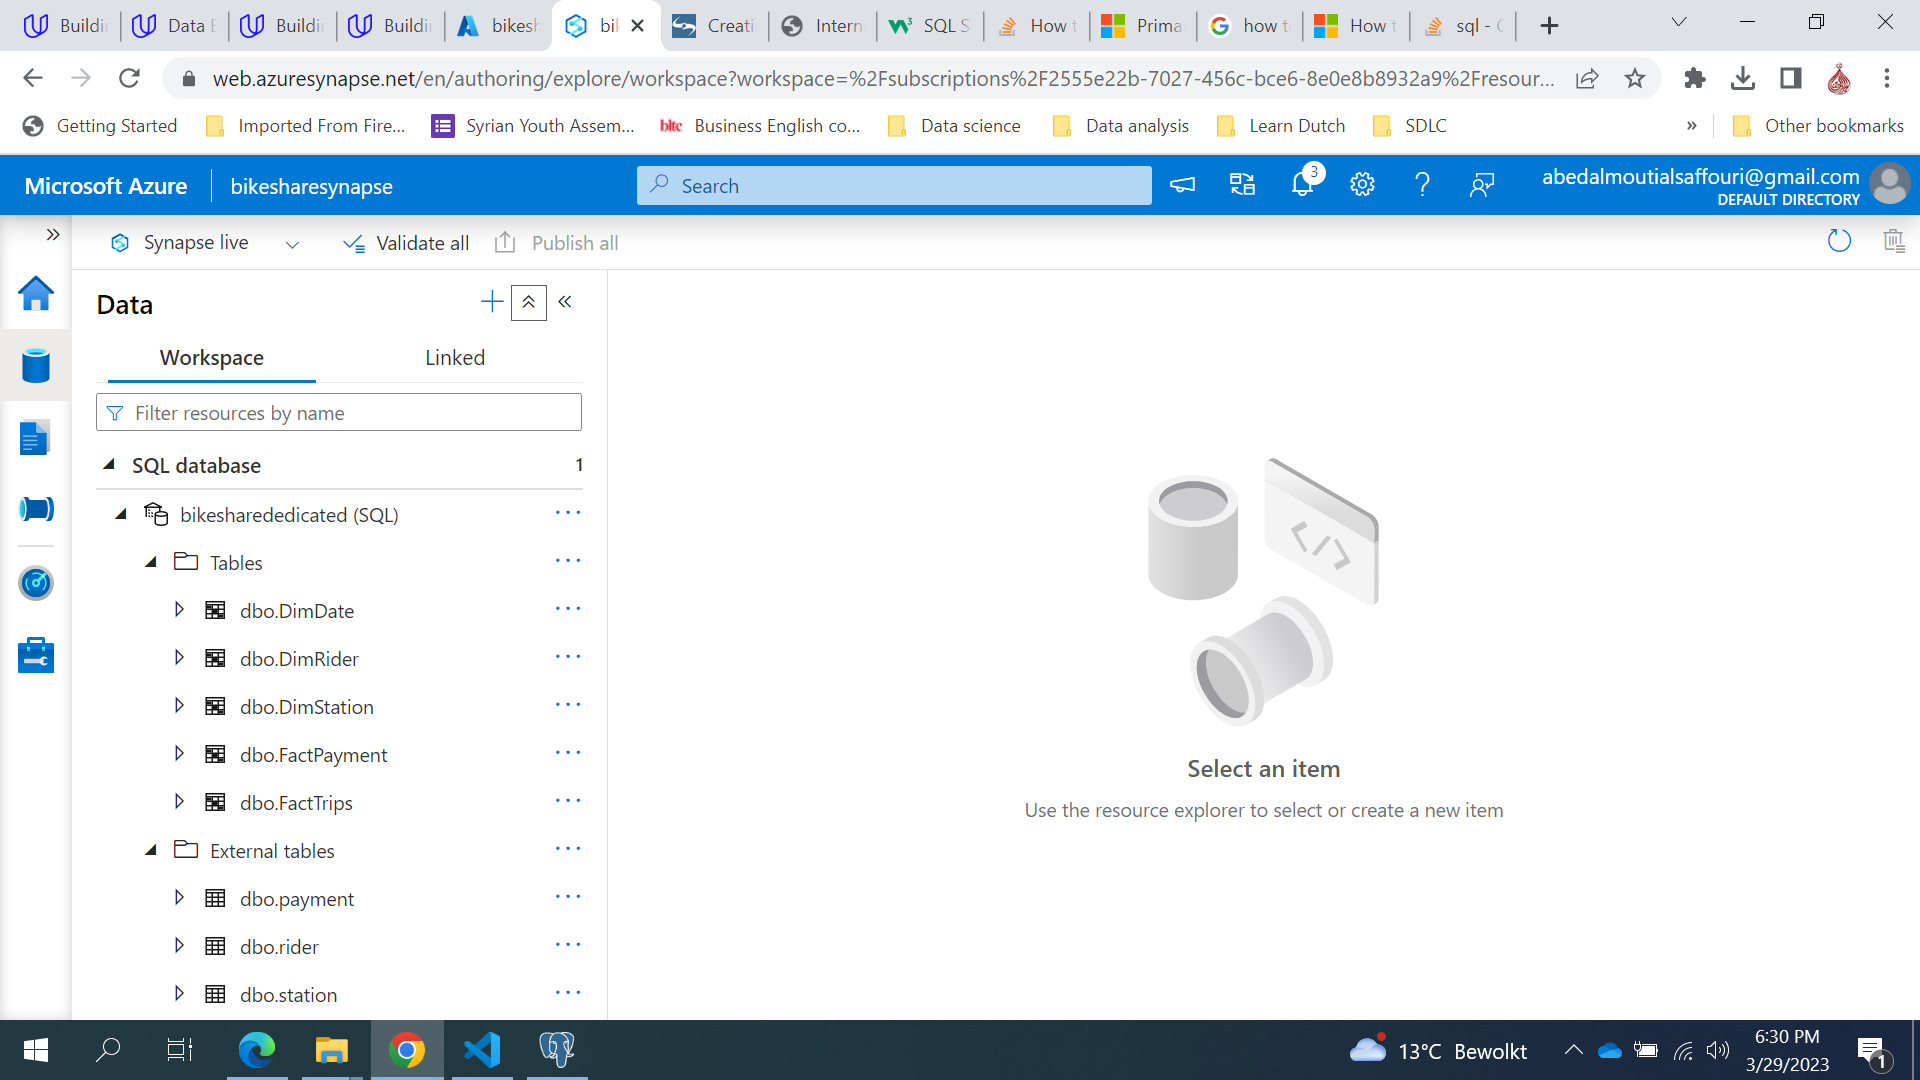 Buildin
Data E
Buildin
Buildin
bikesh
bik
Creati
Intern
SQL S
How t
Prima
how to
How t
sql - C
web.azuresynapse.net/en/authoring/explore/workspace?workspace=%2Fsubscriptions%2F2555e22b-7027-456c-bce6-8e0e8b8932a9%2Fresour...
Getting Started
Imported From Fire...
Syrian Youth Assem...
bitc
Business English co...
Data science
Data analysis
Learn Dutch
SDLC
»
Other bookmarks
Microsoft Azure
bikesharesynapse
Search
3
abedalmoutialsaffouri@gmail.com
DEFAULT DIRECTORY
Synapse live
Validate all
Publish all
Data
Workspace
Linked
Filter resources by name
SQL database
1
bikesharededicated (SQL)
Tables
dbo.DimDate
dbo.DimRider
dbo.DimStation
dbo.FactPayment
dbo.FactTrips
External tables
dbo.payment
dbo.rider
dbo.station
Select an item
Use the resource explorer to select or create a new item
13°C Bewolkt
6:30 PM
3/29/2023
1